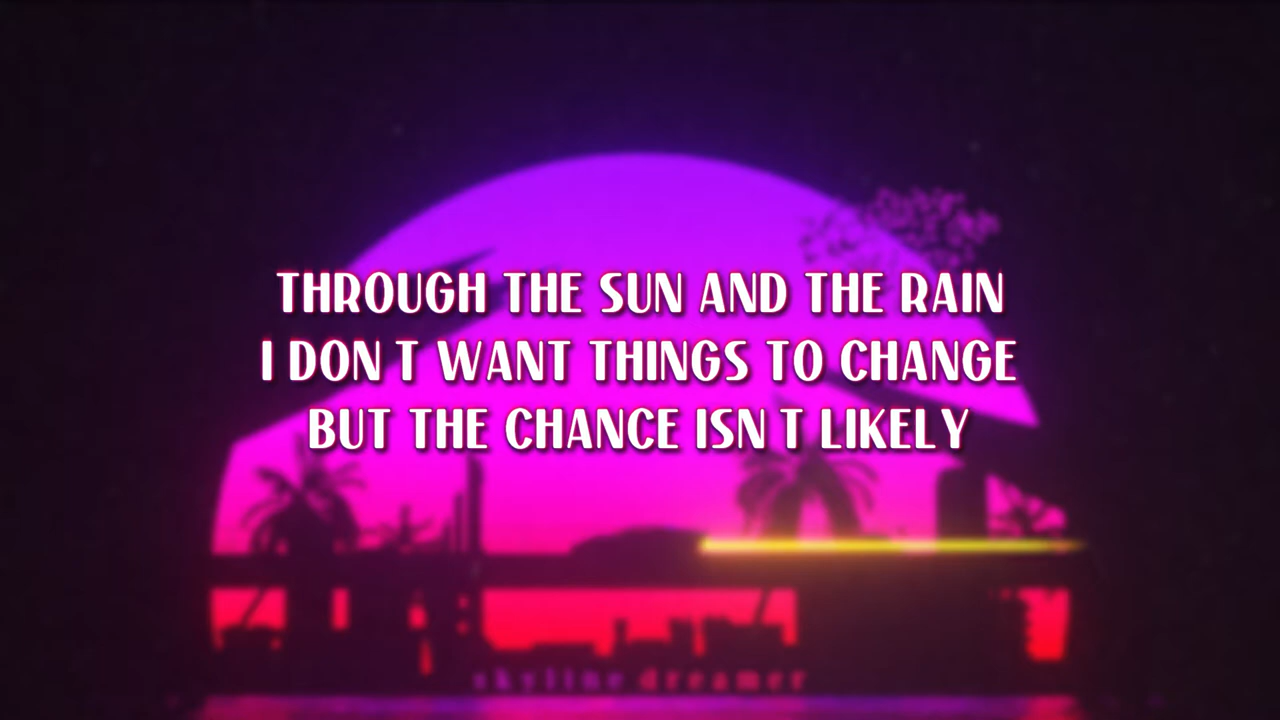 THROUGH THE SUN AND THE RAIN
I DON T WANT THINGS TO CHANGE
BUT THE CHANCE ISN T LIKELY
skyline dreamer